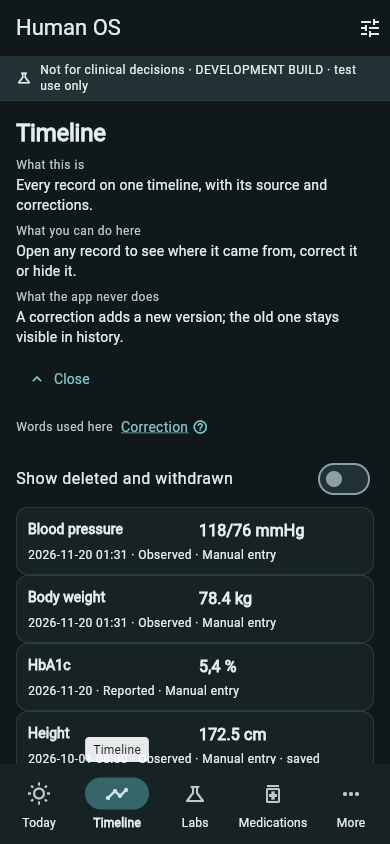 Human OS
Not for clinical decisions · DEVELOPMENT BUILD · test
use only
Timeline
What this is
Every record on one timeline, with its source and
corrections.
What you can do here
Open any record to see where it came from, correct it
or hide it.
What the app never does
A correction adds a new version; the old one stays
visible in history.
Close
Words used here Correction
Show deleted and withdrawn
Blood pressure 118/76 mmHg
2026-11-20 01:31 · Observed · Manual entry
Body weight 78.4 kg
2026-11-20 01:31 · Observed · Manual entry
HbA1c 5,4 %
2026-11-20 · Reported · Manual entry
Height 172.5 cm
Timeline
2026-10-01 08:00 · Observed · Manual entry · saved
Today Timeline Labs Medications More